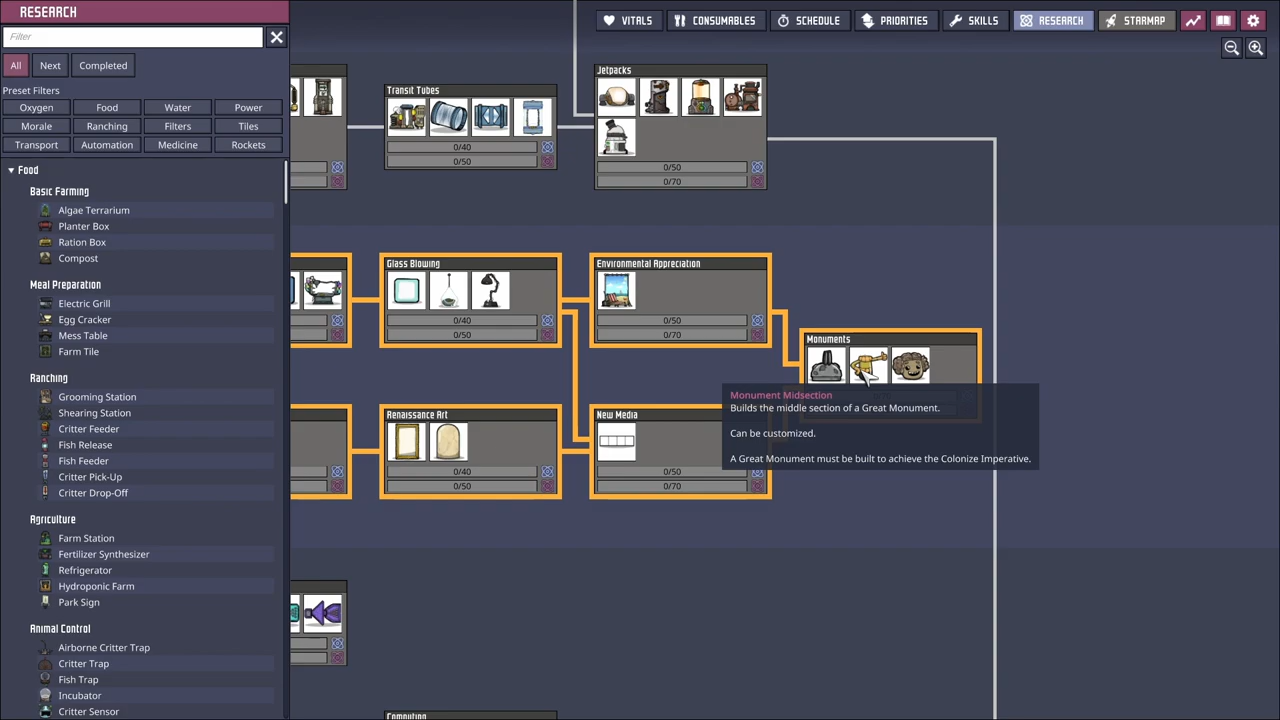 RESEARCH
VITALS
CONSUMABLES
SCHEDULE
PRIORITIES
SKILLS
RESEARCH
STARMAP
Filter
All
Next
Completed
Preset Filters
Oxygen
Food
Water
Power
Morale
Ranching
Filters
Tiles
Transport
Automation
Medicine
Rockets
Food
Basic Farming
Algae Terrarium
Planter Box
Ration Box
Compost
Meal Preparation
Electric Grill
Egg Cracker
Mess Table
Farm Tile
Ranching
Grooming Station
Shearing Station
Critter Feeder
Fish Release
Fish Feeder
Critter Pick-Up
Critter Drop-Off
Agriculture
Farm Station
Fertilizer Synthesizer
Refrigerator
Hydroponic Farm
Park Sign
Animal Control
Airborne Critter Trap
Critter Trap
Fish Trap
Incubator
Critter Sensor
Transit Tubes
0/40
0/50
Jetpacks
0/50
0/70
Glass Blowing
0/40
0/50
Environmental Appreciation
0/50
0/70
Monuments
Monument Midsection
Builds the middle section of a Great Monument.
Can be customized.
A Great Monument must be built to achieve the Colonize Imperative.
Renaissance Art
0/40
0/50
New Media
0/50
0/70
Computing